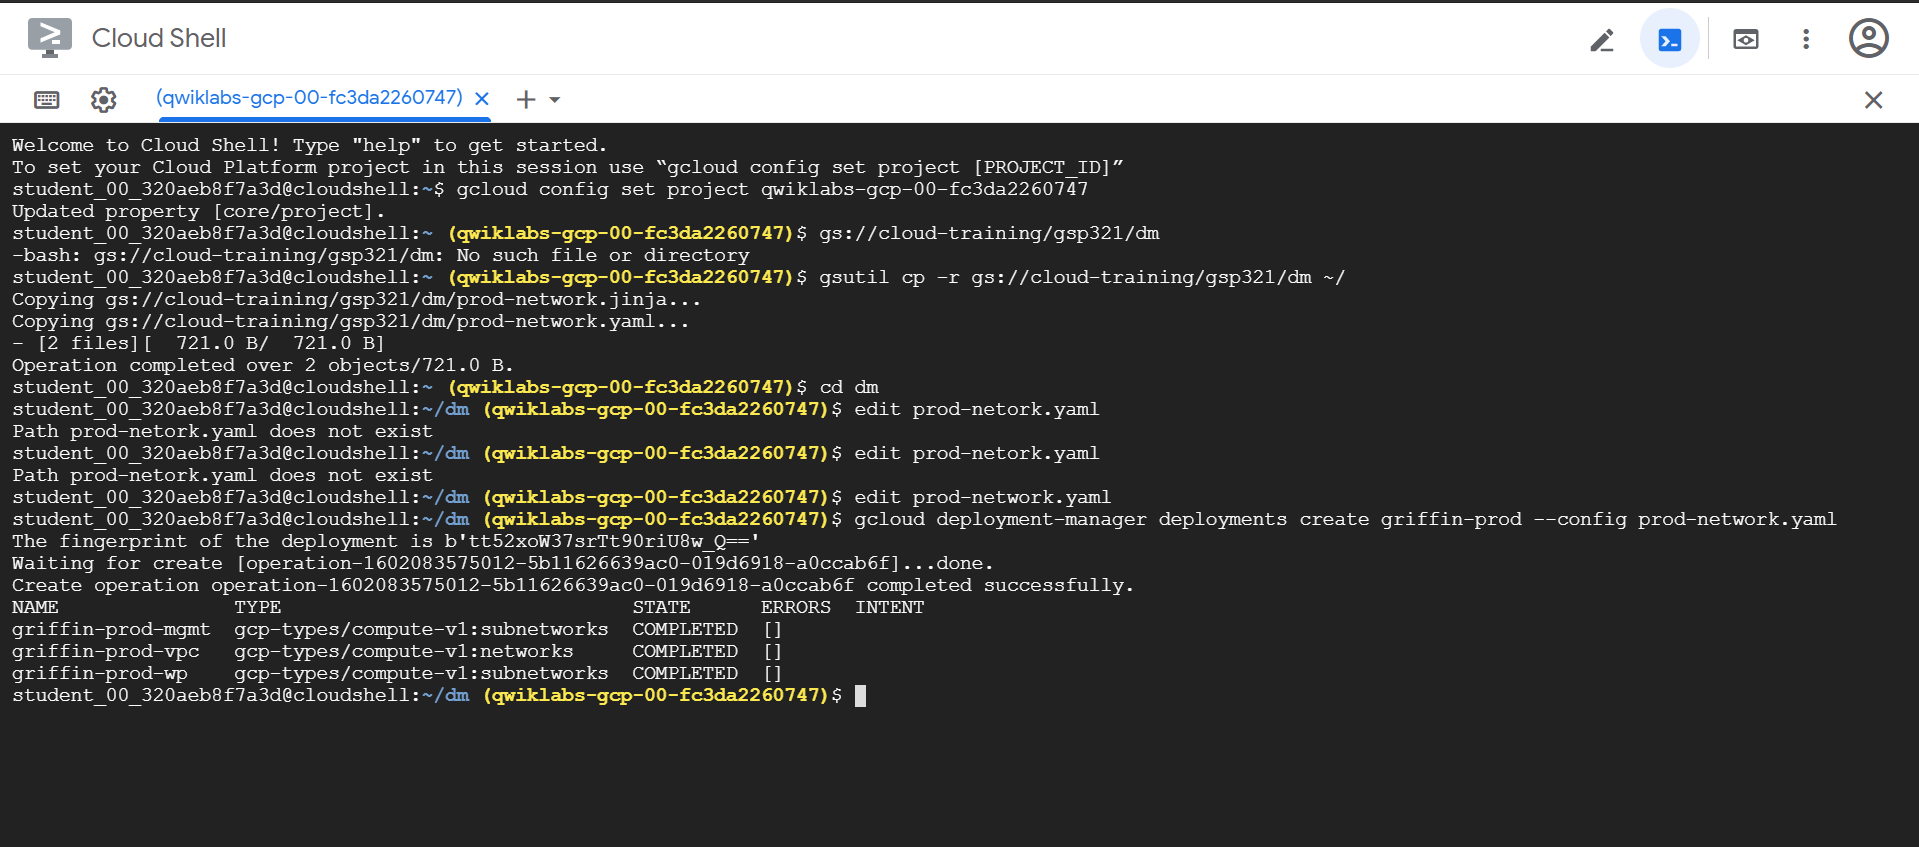 Cloud Shell
(qwiklabs-gcp-00-fc3da2260747)
Welcome to Cloud Shell! Type "help" to get started.
To set your Cloud Platform project in this session use “gcloud config set project [PROJECT_ID]”
student_00_320aeb8f7a3d@cloudshell:~$ gcloud config set project qwiklabs-gcp-00-fc3da2260747
Updated property [core/project].
student_00_320aeb8f7a3d@cloudshell:~ (qwiklabs-gcp-00-fc3da2260747)$ gs://cloud-training/gsp321/dm
-bash: gs://cloud-training/gsp321/dm: No such file or directory
student_00_320aeb8f7a3d@cloudshell:~ (qwiklabs-gcp-00-fc3da2260747)$ gsutil cp -r gs://cloud-training/gsp321/dm ~/
Copying gs://cloud-training/gsp321/dm/prod-network.jinja...
Copying gs://cloud-training/gsp321/dm/prod-network.yaml...
- [2 files][  721.0 B/  721.0 B]
Operation completed over 2 objects/721.0 B.
student_00_320aeb8f7a3d@cloudshell:~ (qwiklabs-gcp-00-fc3da2260747)$ cd dm
student_00_320aeb8f7a3d@cloudshell:~/dm (qwiklabs-gcp-00-fc3da2260747)$ edit prod-netork.yaml
Path prod-netork.yaml does not exist
student_00_320aeb8f7a3d@cloudshell:~/dm (qwiklabs-gcp-00-fc3da2260747)$ edit prod-netork.yaml
Path prod-netork.yaml does not exist
student_00_320aeb8f7a3d@cloudshell:~/dm (qwiklabs-gcp-00-fc3da2260747)$ edit prod-network.yaml
student_00_320aeb8f7a3d@cloudshell:~/dm (qwiklabs-gcp-00-fc3da2260747)$ gcloud deployment-manager deployments create griffin-prod --config prod-network.yaml
The fingerprint of the deployment is b'tt52xoW37srTt90riU8w_Q=='
Waiting for create [operation-1602083575012-5b11626639ac0-019d6918-a0ccab6f]...done.
Create operation operation-1602083575012-5b11626639ac0-019d6918-a0ccab6f completed successfully.
NAME               TYPE                              STATE      ERRORS  INTENT
griffin-prod-mgmt  gcp-types/compute-v1:subnetworks  COMPLETED  []
griffin-prod-vpc   gcp-types/compute-v1:networks     COMPLETED  []
griffin-prod-wp    gcp-types/compute-v1:subnetworks  COMPLETED  []
student_00_320aeb8f7a3d@cloudshell:~/dm (qwiklabs-gcp-00-fc3da2260747)$